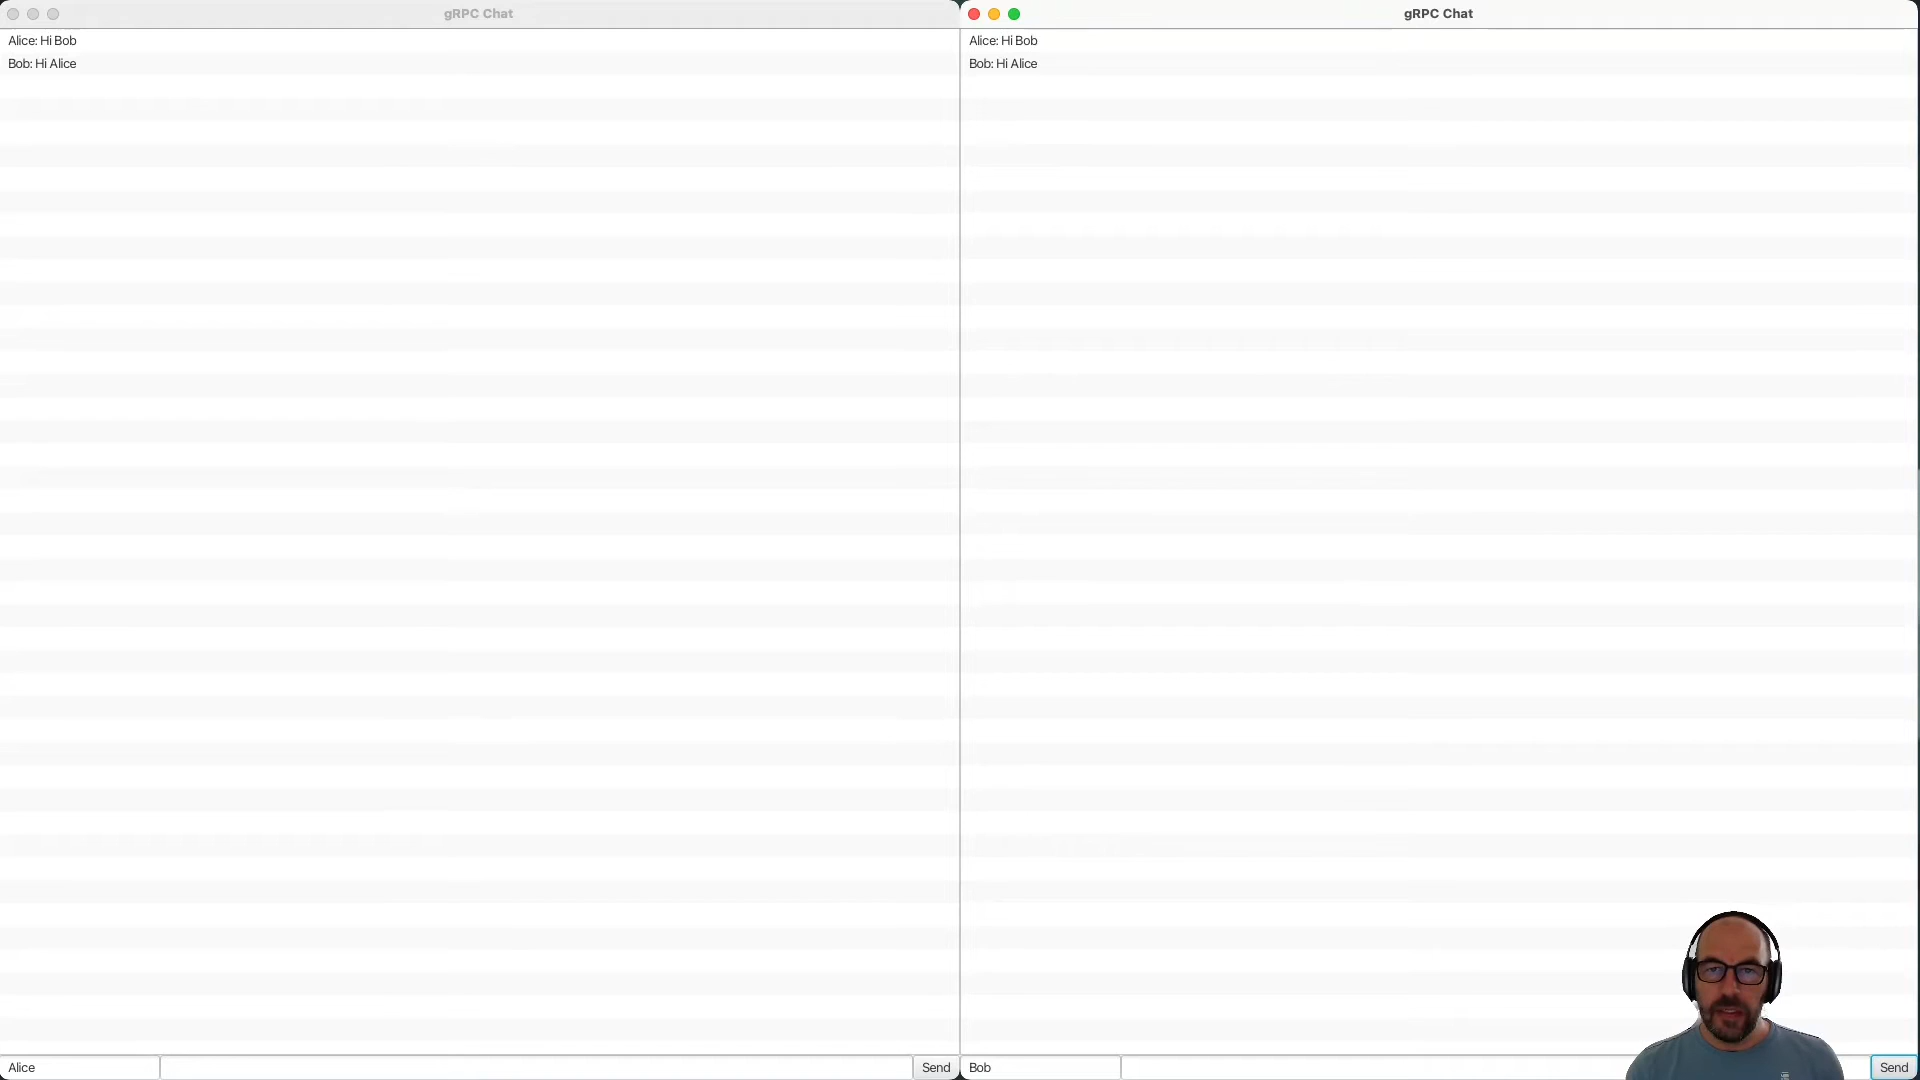 gRPC Chat
Alice: Hi Bob
Bob: Hi Alice
Alice
Send
gRPC Chat
Alice: Hi Bob
Bob: Hi Alice
Bob
Send